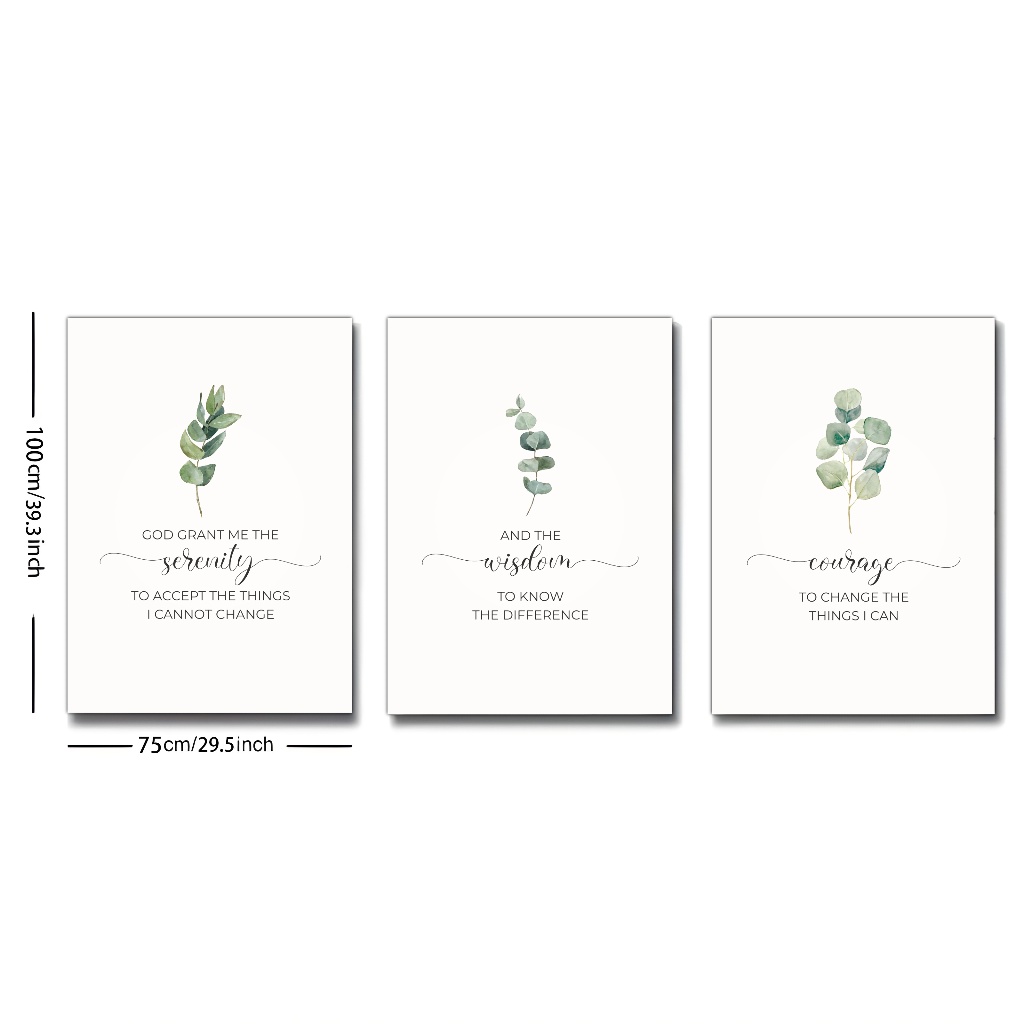 100cm/39.3inch
GOD GRANT ME THE
serenity
TO ACCEPT THE THINGS
I CANNOT CHANGE
AND THE
wisdom
TO KNOW
THE DIFFERENCE
courage
TO CHANGE THE
THINGS I CAN
75cm/29.5inch